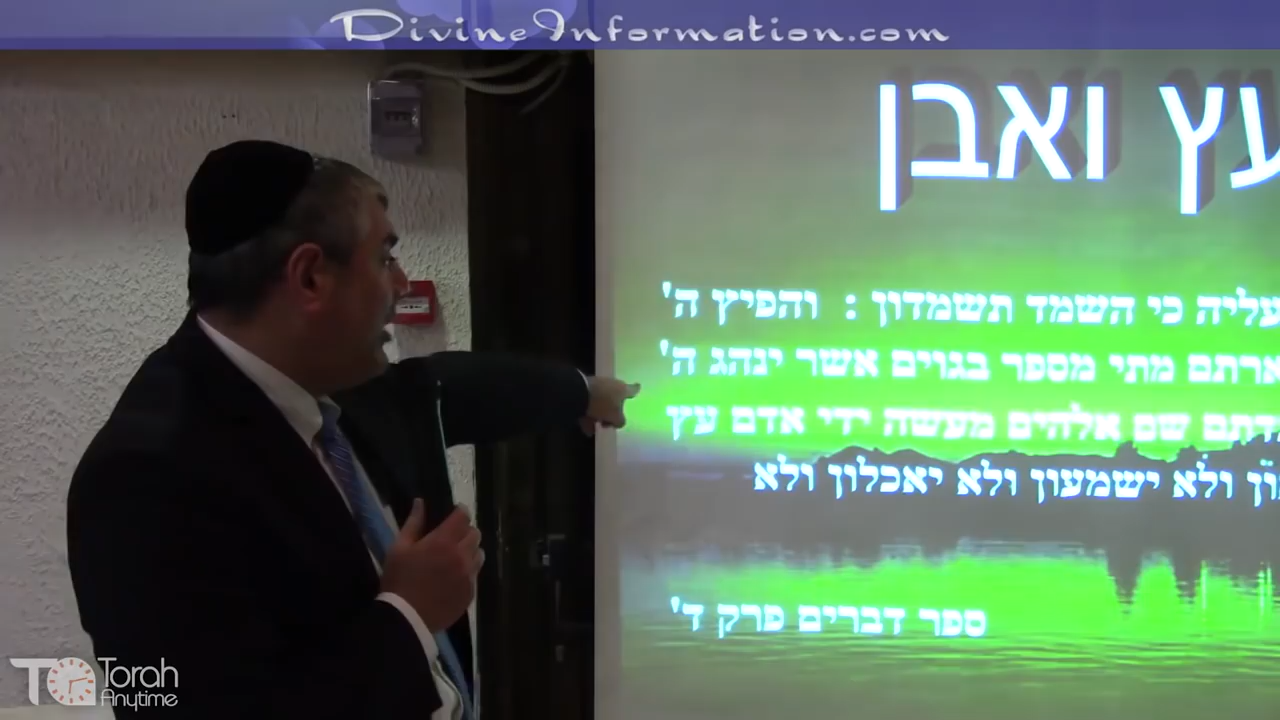 DivineInformation.com
עץ ואבן
עליה כי השמד תשמדון : והפיץ ה'
ארתם מתי מספר בגוים אשר ינהג ה'
דתם שם אלהים מעשה ידי אדם עץ
ון ולא ישמעון ולא יאכלון ולא
ספר דברים פרק ד'
Torah
Anytime